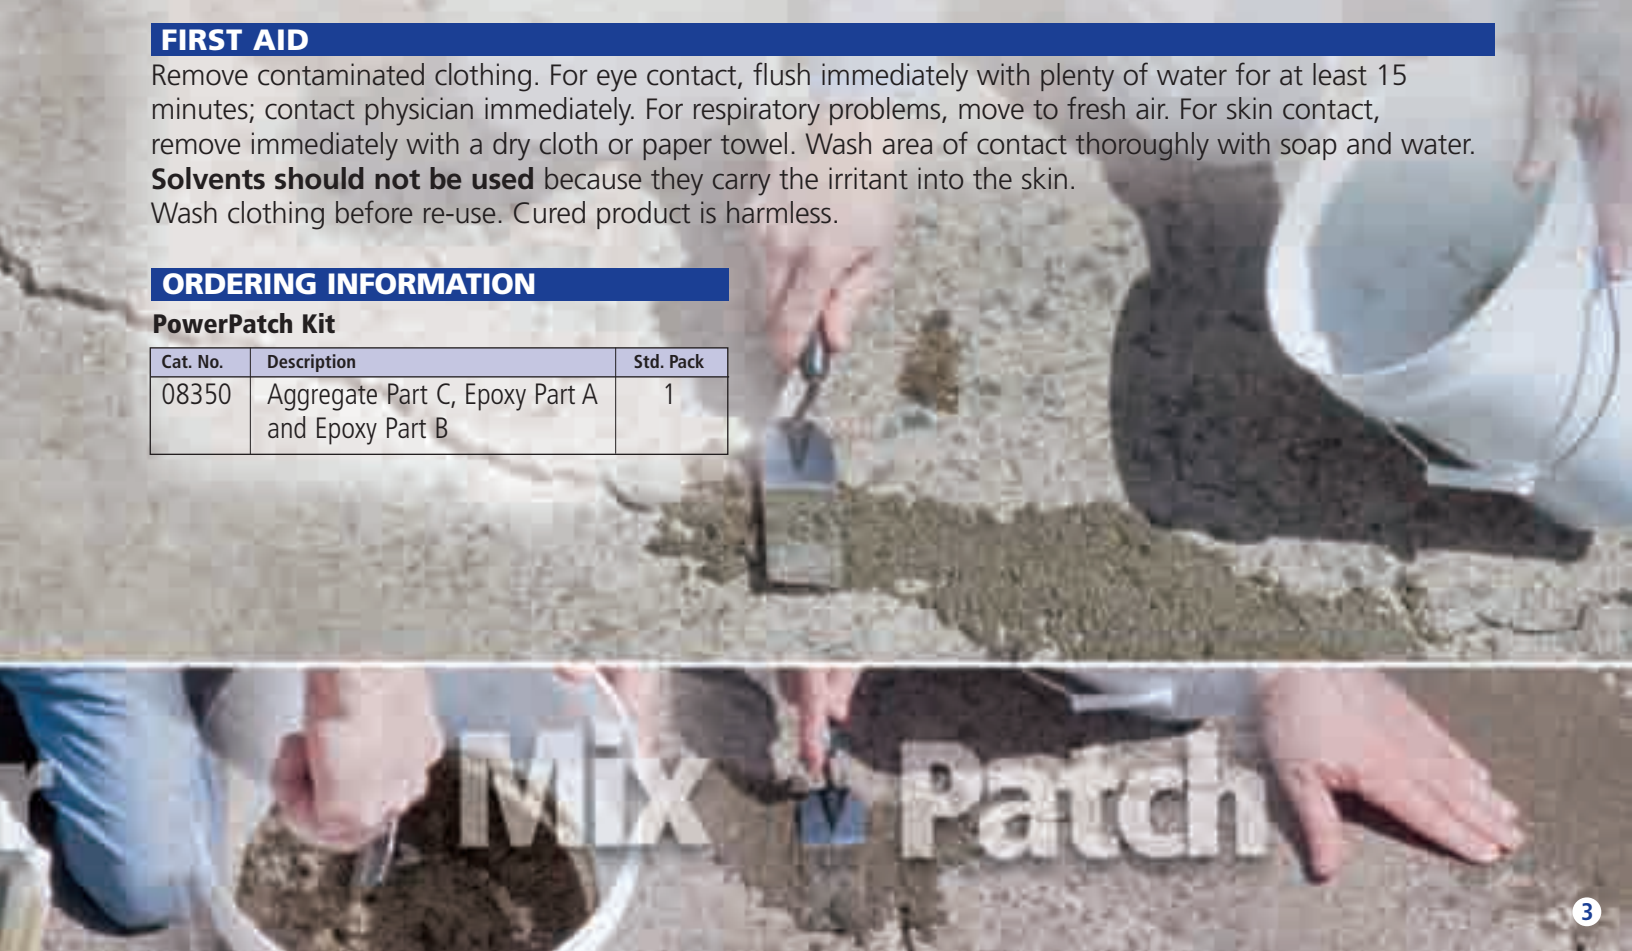 FIRST AID
Remove contaminated clothing. For eye contact, flush immediately with plenty of water for at least 15
minutes; contact physician immediately. For respiratory problems, move to fresh air. For skin contact,
remove immediately with a dry cloth or paper towel. Wash area of contact thoroughly with soap and water.
Solvents should not be used because they carry the irritant into the skin.
Wash clothing before re-use. Cured product is harmless.
ORDERING INFORMATION
PowerPatch Kit
Cat. No. Description Std. Pack
08350 Aggregate Part C, Epoxy Part A 1
and Epoxy Part B
Mix Patch
3